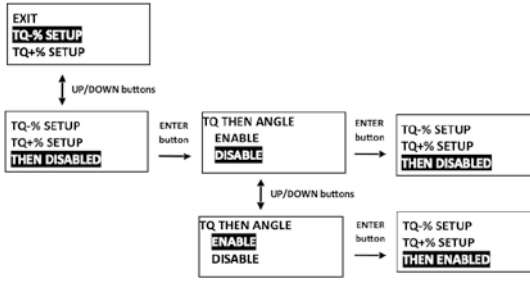 EXIT
TQ-% SETUP
TQ+% SETUP
UP/DOWN buttons
TQ-% SETUP
TQ+% SETUP
THEN DISABLED
ENTER
button
TQ THEN ANGLE
ENABLE
DISABLE
ENTER
button
TQ-% SETUP
TQ+% SETUP
THEN DISABLED
UP/DOWN buttons
TQ THEN ANGLE
ENABLE
DISABLE
ENTER
button
TQ-% SETUP
TQ+% SETUP
THEN ENABLED